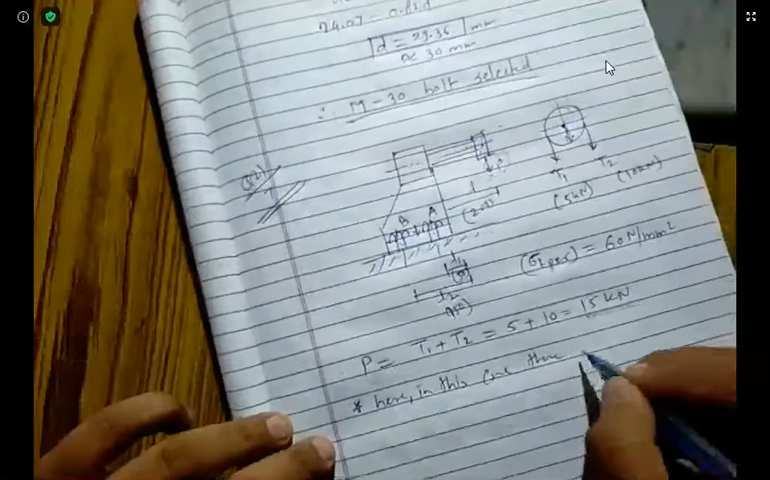 d = 29.36 mm
≈ 30 mm
∴ M-30 bolt selected
Q2)
B A
P
T₁ T₂
(5kN) (10kN)
(σt per) = 60 N/mm²
P = T₁ + T₂ = 5 + 10 = 15 kN
* here, in this case there